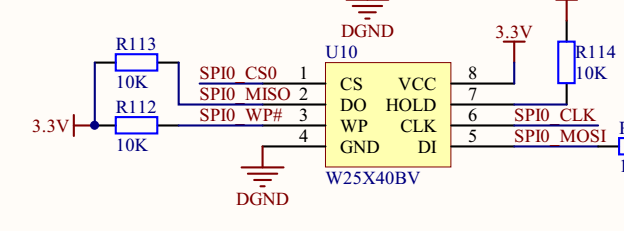 DGND
3.3V
U10
R113
R114
10K
10K
SPI0_CS0 1 CS VCC 8
SPI0_MISO 2 DO HOLD 7
R112
SPI0_WP# 3 WP CLK 6 SPI0_CLK
3.3V
10K
4 GND DI 5 SPI0_MOSI
W25X40BV
DGND